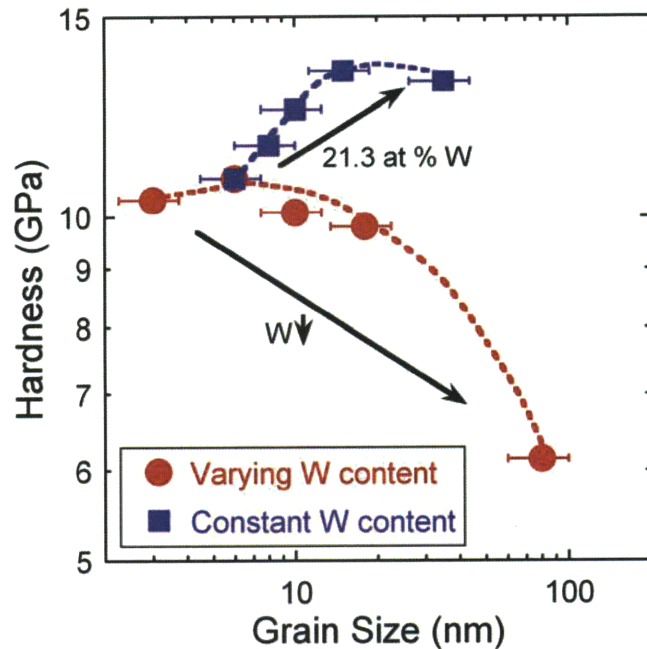 15
10
9
8
7
6
5
Hardness (GPa)
21.3 at % W
W
Varying W content
Constant W content
10
100
Grain Size (nm)